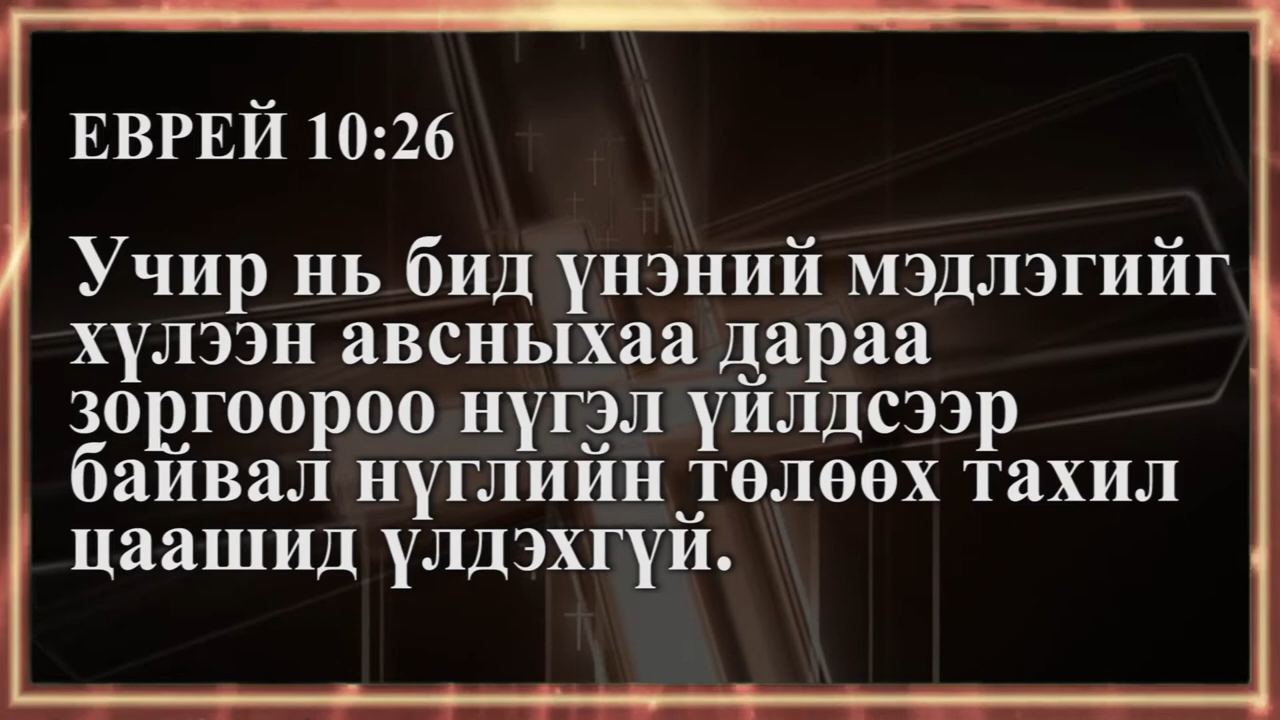 ЕВРЕЙ 10:26
Учир нь бид үнэний мэдлэгийг
хүлээн авсныхаа дараа
зоргоороо нүгэл үйлдсээр
байвал нүглийн төлөөх тахил
цаашид үлдэхгүй.